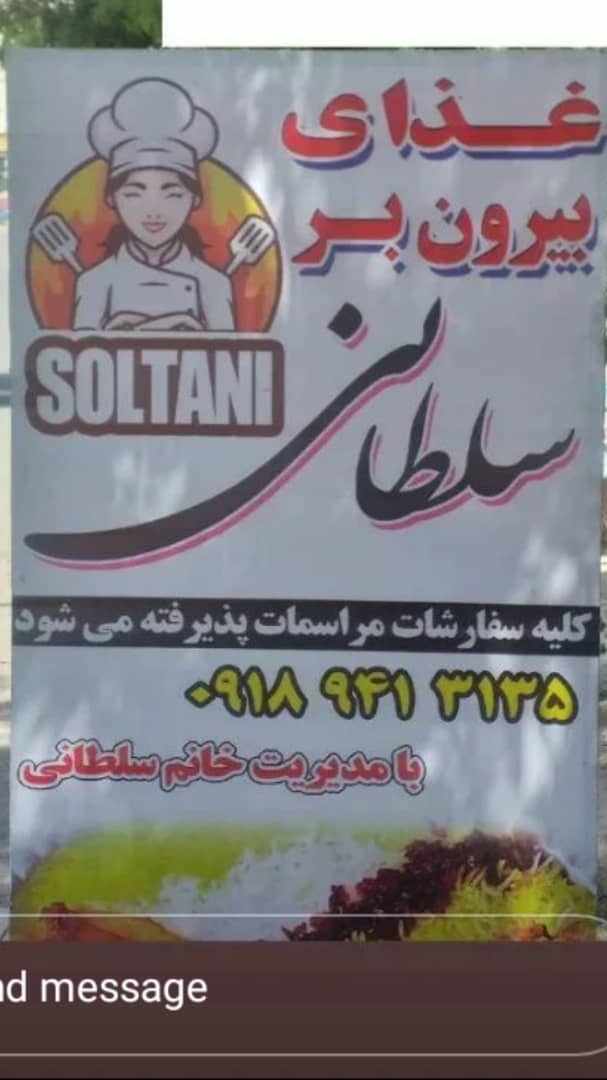 غذای
بیرون بر
SOLTANI
سلطانی
کلیه سفارشات مراسمات پذیرفته می شود
۰۹۱۸ ۹۴۱ ۳۱۳۵
با مدیریت خانم سلطانی
nd message